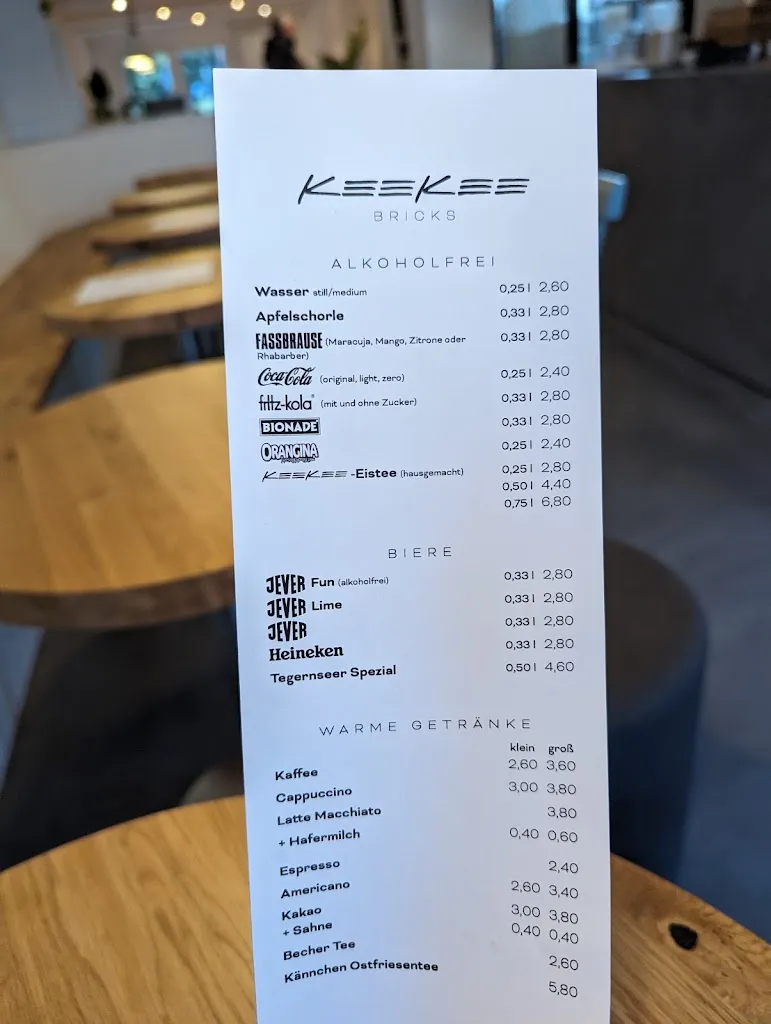 KEEKEE
BRICKS
ALKOHOLFREI
Wasser still/medium 0,25 l 2,60
Apfelschorle 0,33 l 2,80
FASSBRAUSE (Maracuja, Mango, Zitrone oder 0,33 l 2,80
Rhabarber)
Coca-Cola (original, light, zero) 0,25 l 2,40
fritz-kola® (mit und ohne Zucker) 0,33 l 2,80
BIONADE 0,33 l 2,80
ORANGINA 0,25 l 2,40
KEEKEE-Eistee (hausgemacht) 0,25 l 2,80
0,50 l 4,40
0,75 l 6,80
BIERE
JEVER Fun (alkoholfrei) 0,33 l 2,80
JEVER Lime 0,33 l 2,80
JEVER 0,33 l 2,80
Heineken 0,33 l 2,80
Tegernseer Spezial 0,50 l 4,60
WARME GETRÄNKE
klein groß
Kaffee 2,60 3,60
Cappuccino 3,00 3,80
Latte Macchiato 3,80
+ Hafermilch 0,40 0,60
Espresso 2,40
Americano 2,60 3,40
Kakao 3,00 3,80
+ Sahne 0,40 0,40
Becher Tee 2,60
Kännchen Ostfriesentee 5,80